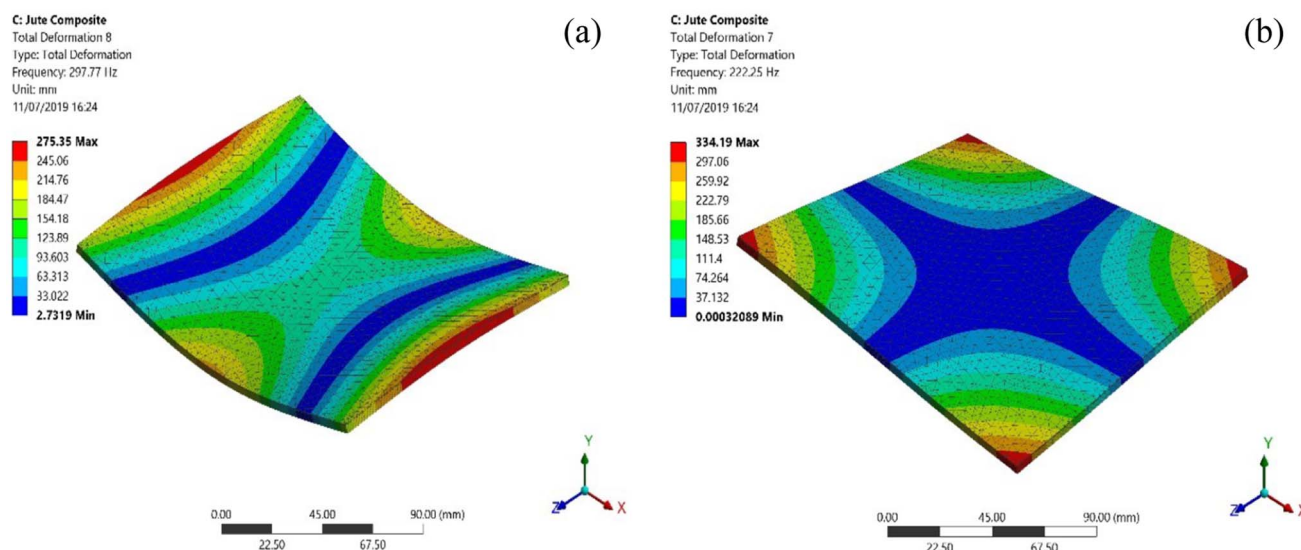 C: Jute Composite
Total Deformation 8
Type: Total Deformation
Frequency: 297.77 Hz
Unit: mm
11/07/2019 16:24
(a)
275.35 Max
245.06
214.76
184.47
154.18
123.89
93.603
63.313
33.022
2.7319 Min
Y
Z
X
0.00
45.00
90.00 (mm)
22.50
67.50
C: Jute Composite
Total Deformation 7
Type: Total Deformation
Frequency: 222.25 Hz
Unit: mm
11/07/2019 16:24
(b)
334.19 Max
297.06
259.92
222.79
185.66
148.53
111.4
74.264
37.132
0.00032089 Min
Y
Z
X
0.00
45.00
90.00 (mm)
22.50
67.50